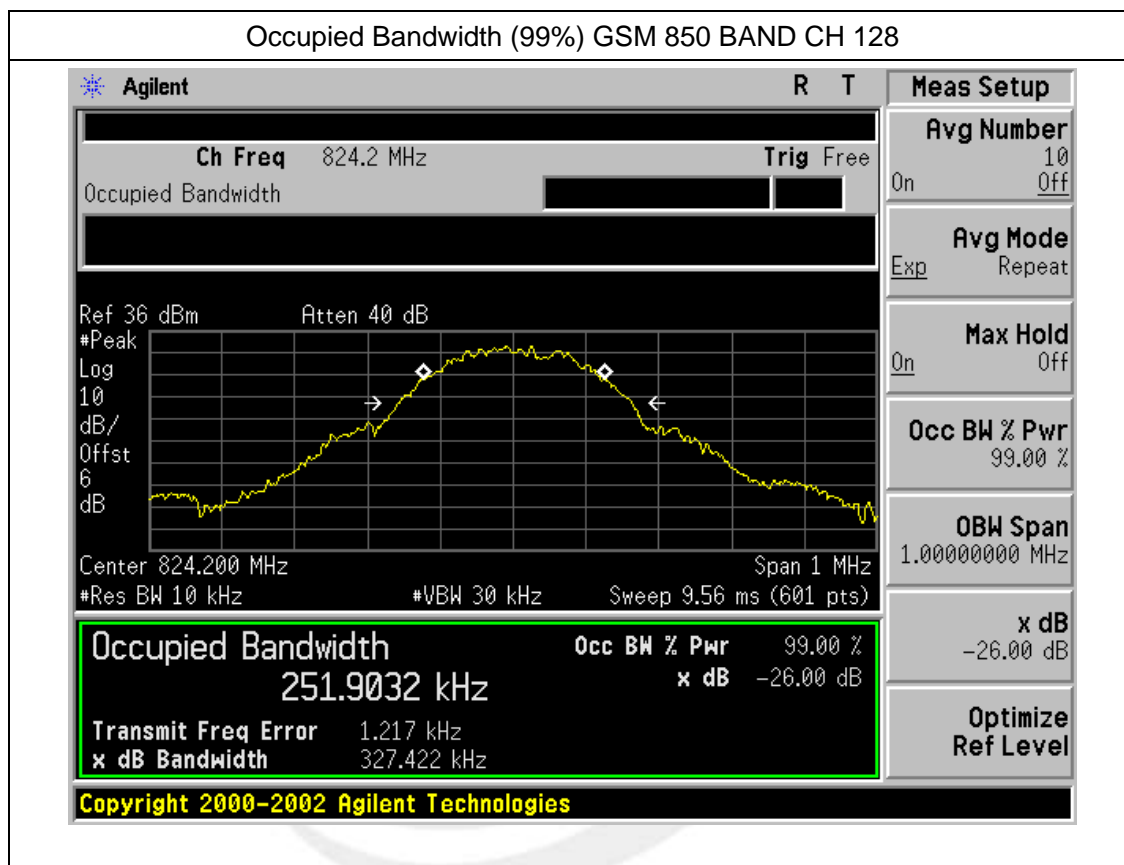 Occupied Bandwidth (99%) GSM 850 BAND CH 128
Agilent R T
Ch Freq 824.2 MHz Trig Free
Occupied Bandwidth
Ref 36 dBm Atten 40 dB
#Peak
Log
10
dB/
Offst
6
dB
Center 824.200 MHz Span 1 MHz
#Res BW 10 kHz #VBW 30 kHz Sweep 9.56 ms (601 pts)
Occupied Bandwidth Occ BW % Pwr 99.00 %
251.9032 kHz x dB -26.00 dB
Transmit Freq Error 1.217 kHz
x dB Bandwidth 327.422 kHz
Copyright 2000-2002 Agilent Technologies
Meas Setup
Avg Number
10
On Off
Avg Mode
Exp Repeat
Max Hold
On Off
Occ BW % Pwr
99.00 %
OBW Span
1.00000000 MHz
x dB
-26.00 dB
Optimize
Ref Level